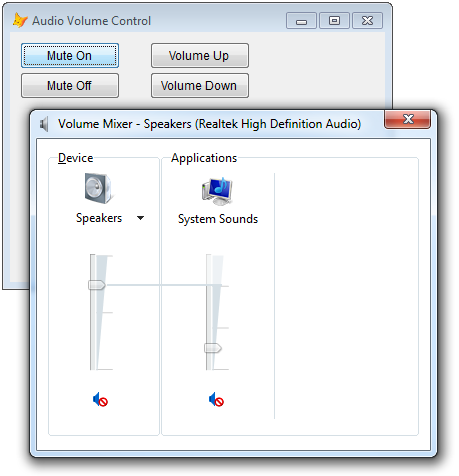 Audio Volume Control
Mute On
Volume Up
Mute Off
Volume Down
Volume Mixer - Speakers (Realtek High Definition Audio)
Device
Applications
Speakers
System Sounds